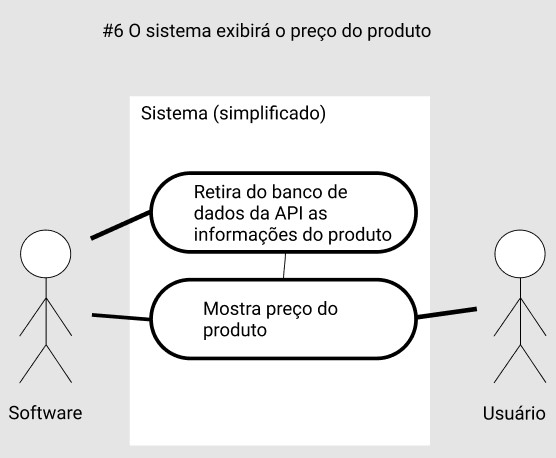 #6 O sistema exibirá o preço do produto
Sistema (simplificado)
Retira do banco de
dados da API as
informações do produto
Mostra preço do
produto
Software
Usuário